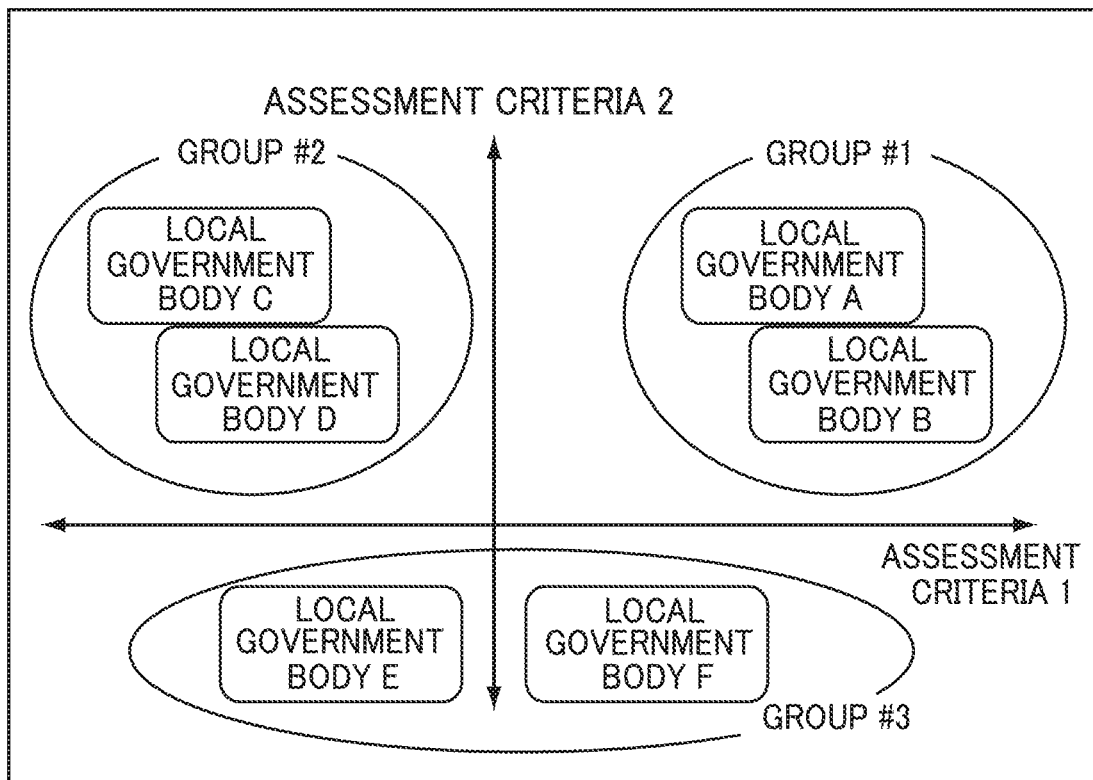 ASSESSMENT CRITERIA 2
GROUP #2
LOCAL
GOVERNMENT
BODY C
LOCAL
GOVERNMENT
BODY D
GROUP #1
LOCAL
GOVERNMENT
BODY A
LOCAL
GOVERNMENT
BODY B
ASSESSMENT
CRITERIA 1
LOCAL
GOVERNMENT
BODY E
LOCAL
GOVERNMENT
BODY F
GROUP #3